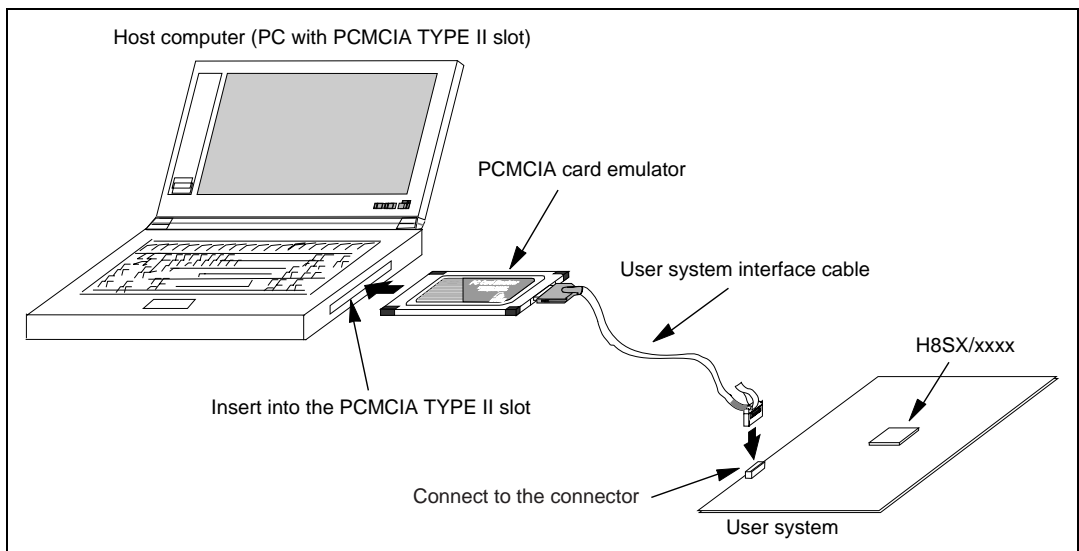 Host computer (PC with PCMCIA TYPE II slot)
PCMCIA card emulator
User system interface cable
H8SX/xxxx
Insert into the PCMCIA TYPE II slot
Connect to the connector
User system